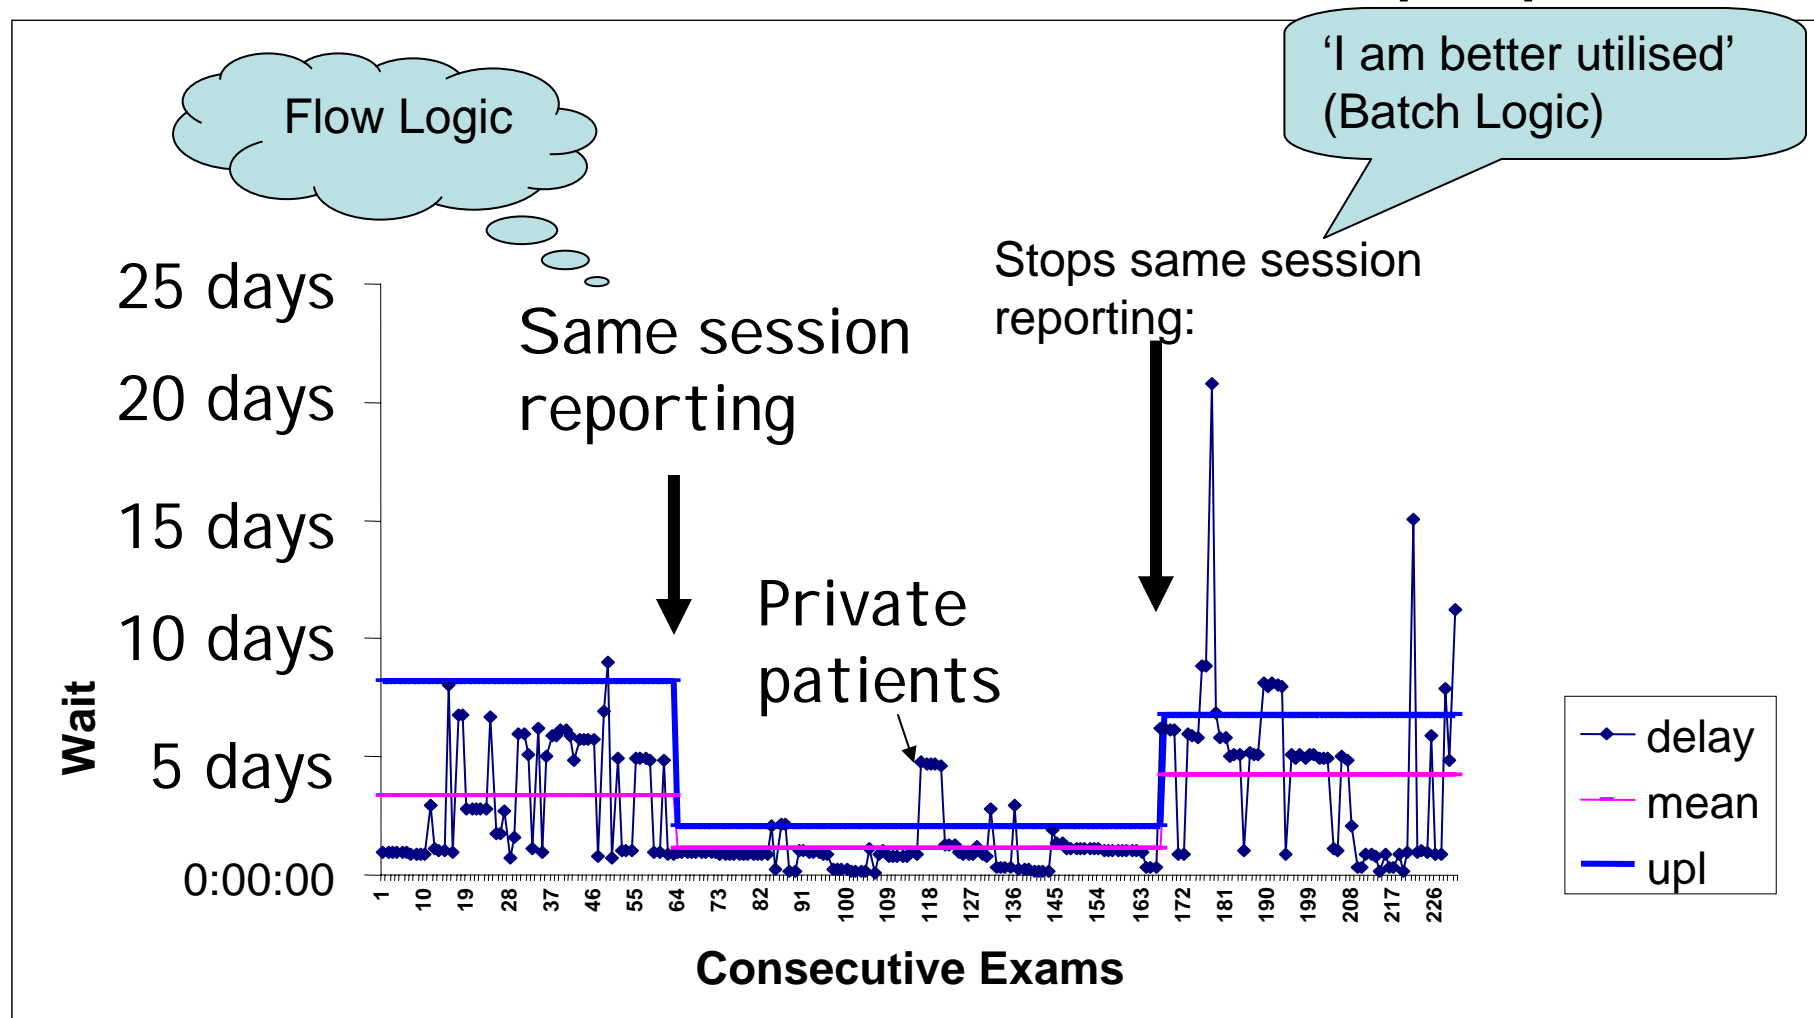 Flow Logic
‘I am better utilised’
(Batch Logic)
Stops same session
reporting:
Same session
reporting
Private
patients
25 days
20 days
15 days
10 days
5 days
0:00:00
Wait
1 10 19 28 37 46 55 64 73 82 91 100 109 118 127 136 145 154 163 172 181 190 199 208 217 226
Consecutive Exams
delay
mean
upl